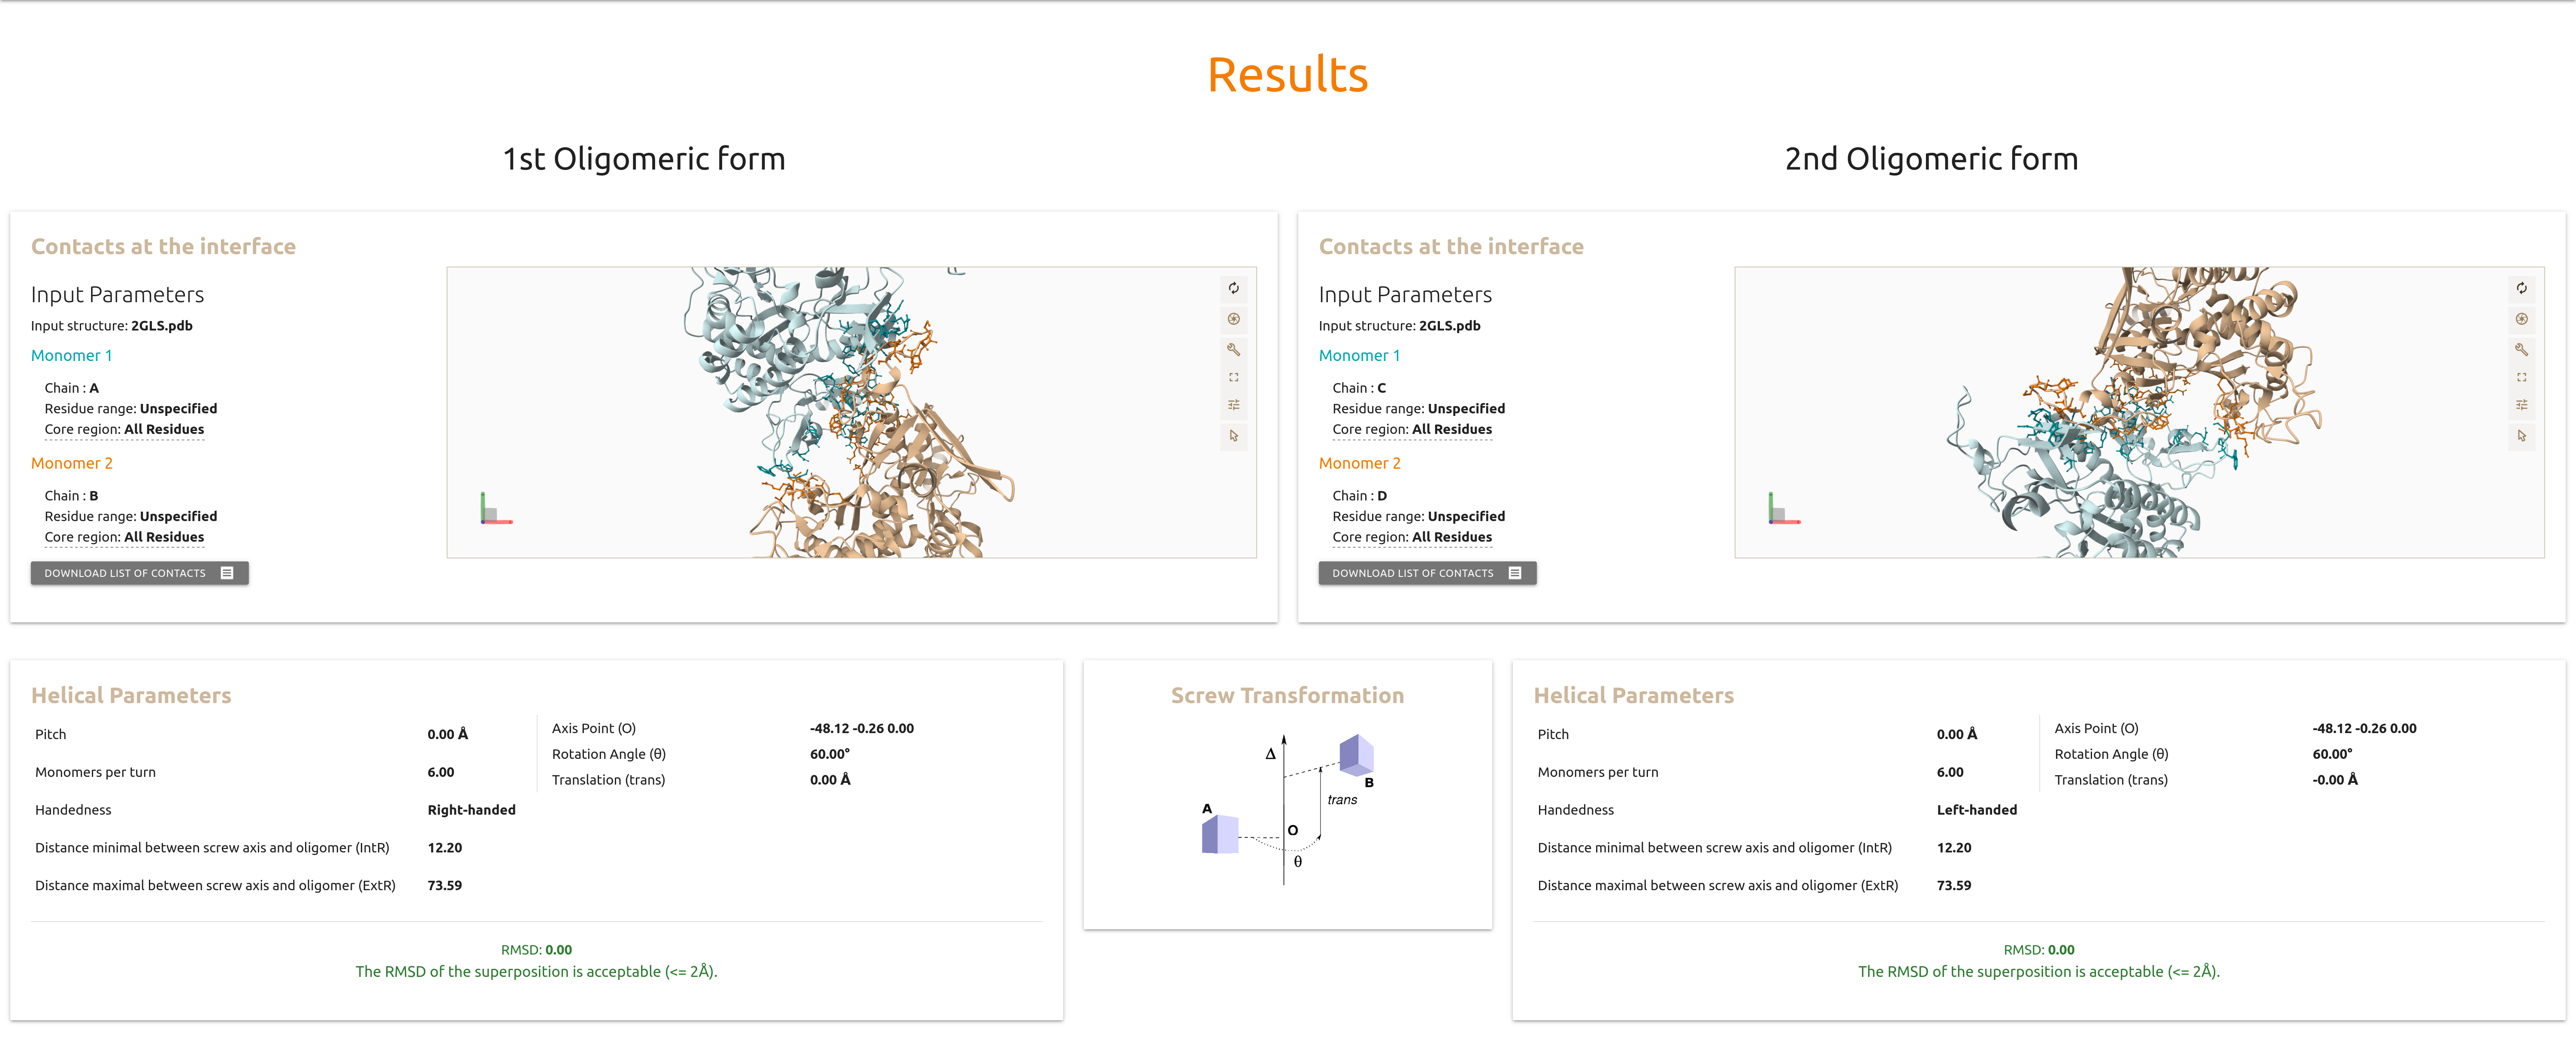 Results
1st Oligomeric form
2nd Oligomeric form
Contacts at the interface
Input Parameters
Input structure: 2GLS.pdb
Monomer 1
Chain : A
Residue range: Unspecified
Core region: All Residues
Monomer 2
Chain : B
Residue range: Unspecified
Core region: All Residues
DOWNLOAD LIST OF CONTACTS
Contacts at the interface
Input Parameters
Input structure: 2GLS.pdb
Monomer 1
Chain : C
Residue range: Unspecified
Core region: All Residues
Monomer 2
Chain : D
Residue range: Unspecified
Core region: All Residues
DOWNLOAD LIST OF CONTACTS
Helical Parameters
Pitch 0.00 Å
Monomers per turn 6.00
Handedness Right-handed
Distance minimal between screw axis and oligomer (IntR) 12.20
Distance maximal between screw axis and oligomer (ExtR) 73.59
Axis Point (O) -48.12 -0.26 0.00
Rotation Angle (θ) 60.00°
Translation (trans) 0.00 Å
RMSD: 0.00
The RMSD of the superposition is acceptable (<= 2Å).
Screw Transformation
Δ
B
trans
A
O
θ
Helical Parameters
Pitch 0.00 Å
Monomers per turn 6.00
Handedness Left-handed
Distance minimal between screw axis and oligomer (IntR) 12.20
Distance maximal between screw axis and oligomer (ExtR) 73.59
Axis Point (O) -48.12 -0.26 0.00
Rotation Angle (θ) 60.00°
Translation (trans) -0.00 Å
RMSD: 0.00
The RMSD of the superposition is acceptable (<= 2Å).